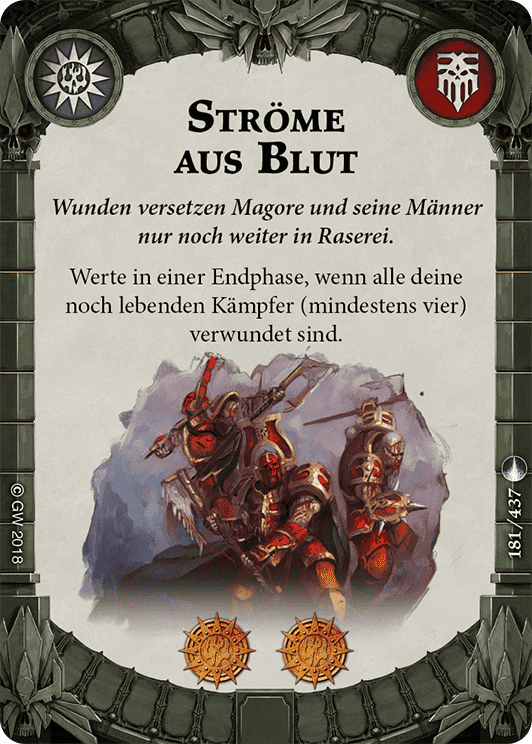 Ströme
aus Blut
Wunden versetzen Magore und seine Männer
nur noch weiter in Raserei.
Werte in einer Endphase, wenn alle deine
noch lebenden Kämpfer (mindestens vier)
verwundet sind.
©GW 2018
181/437